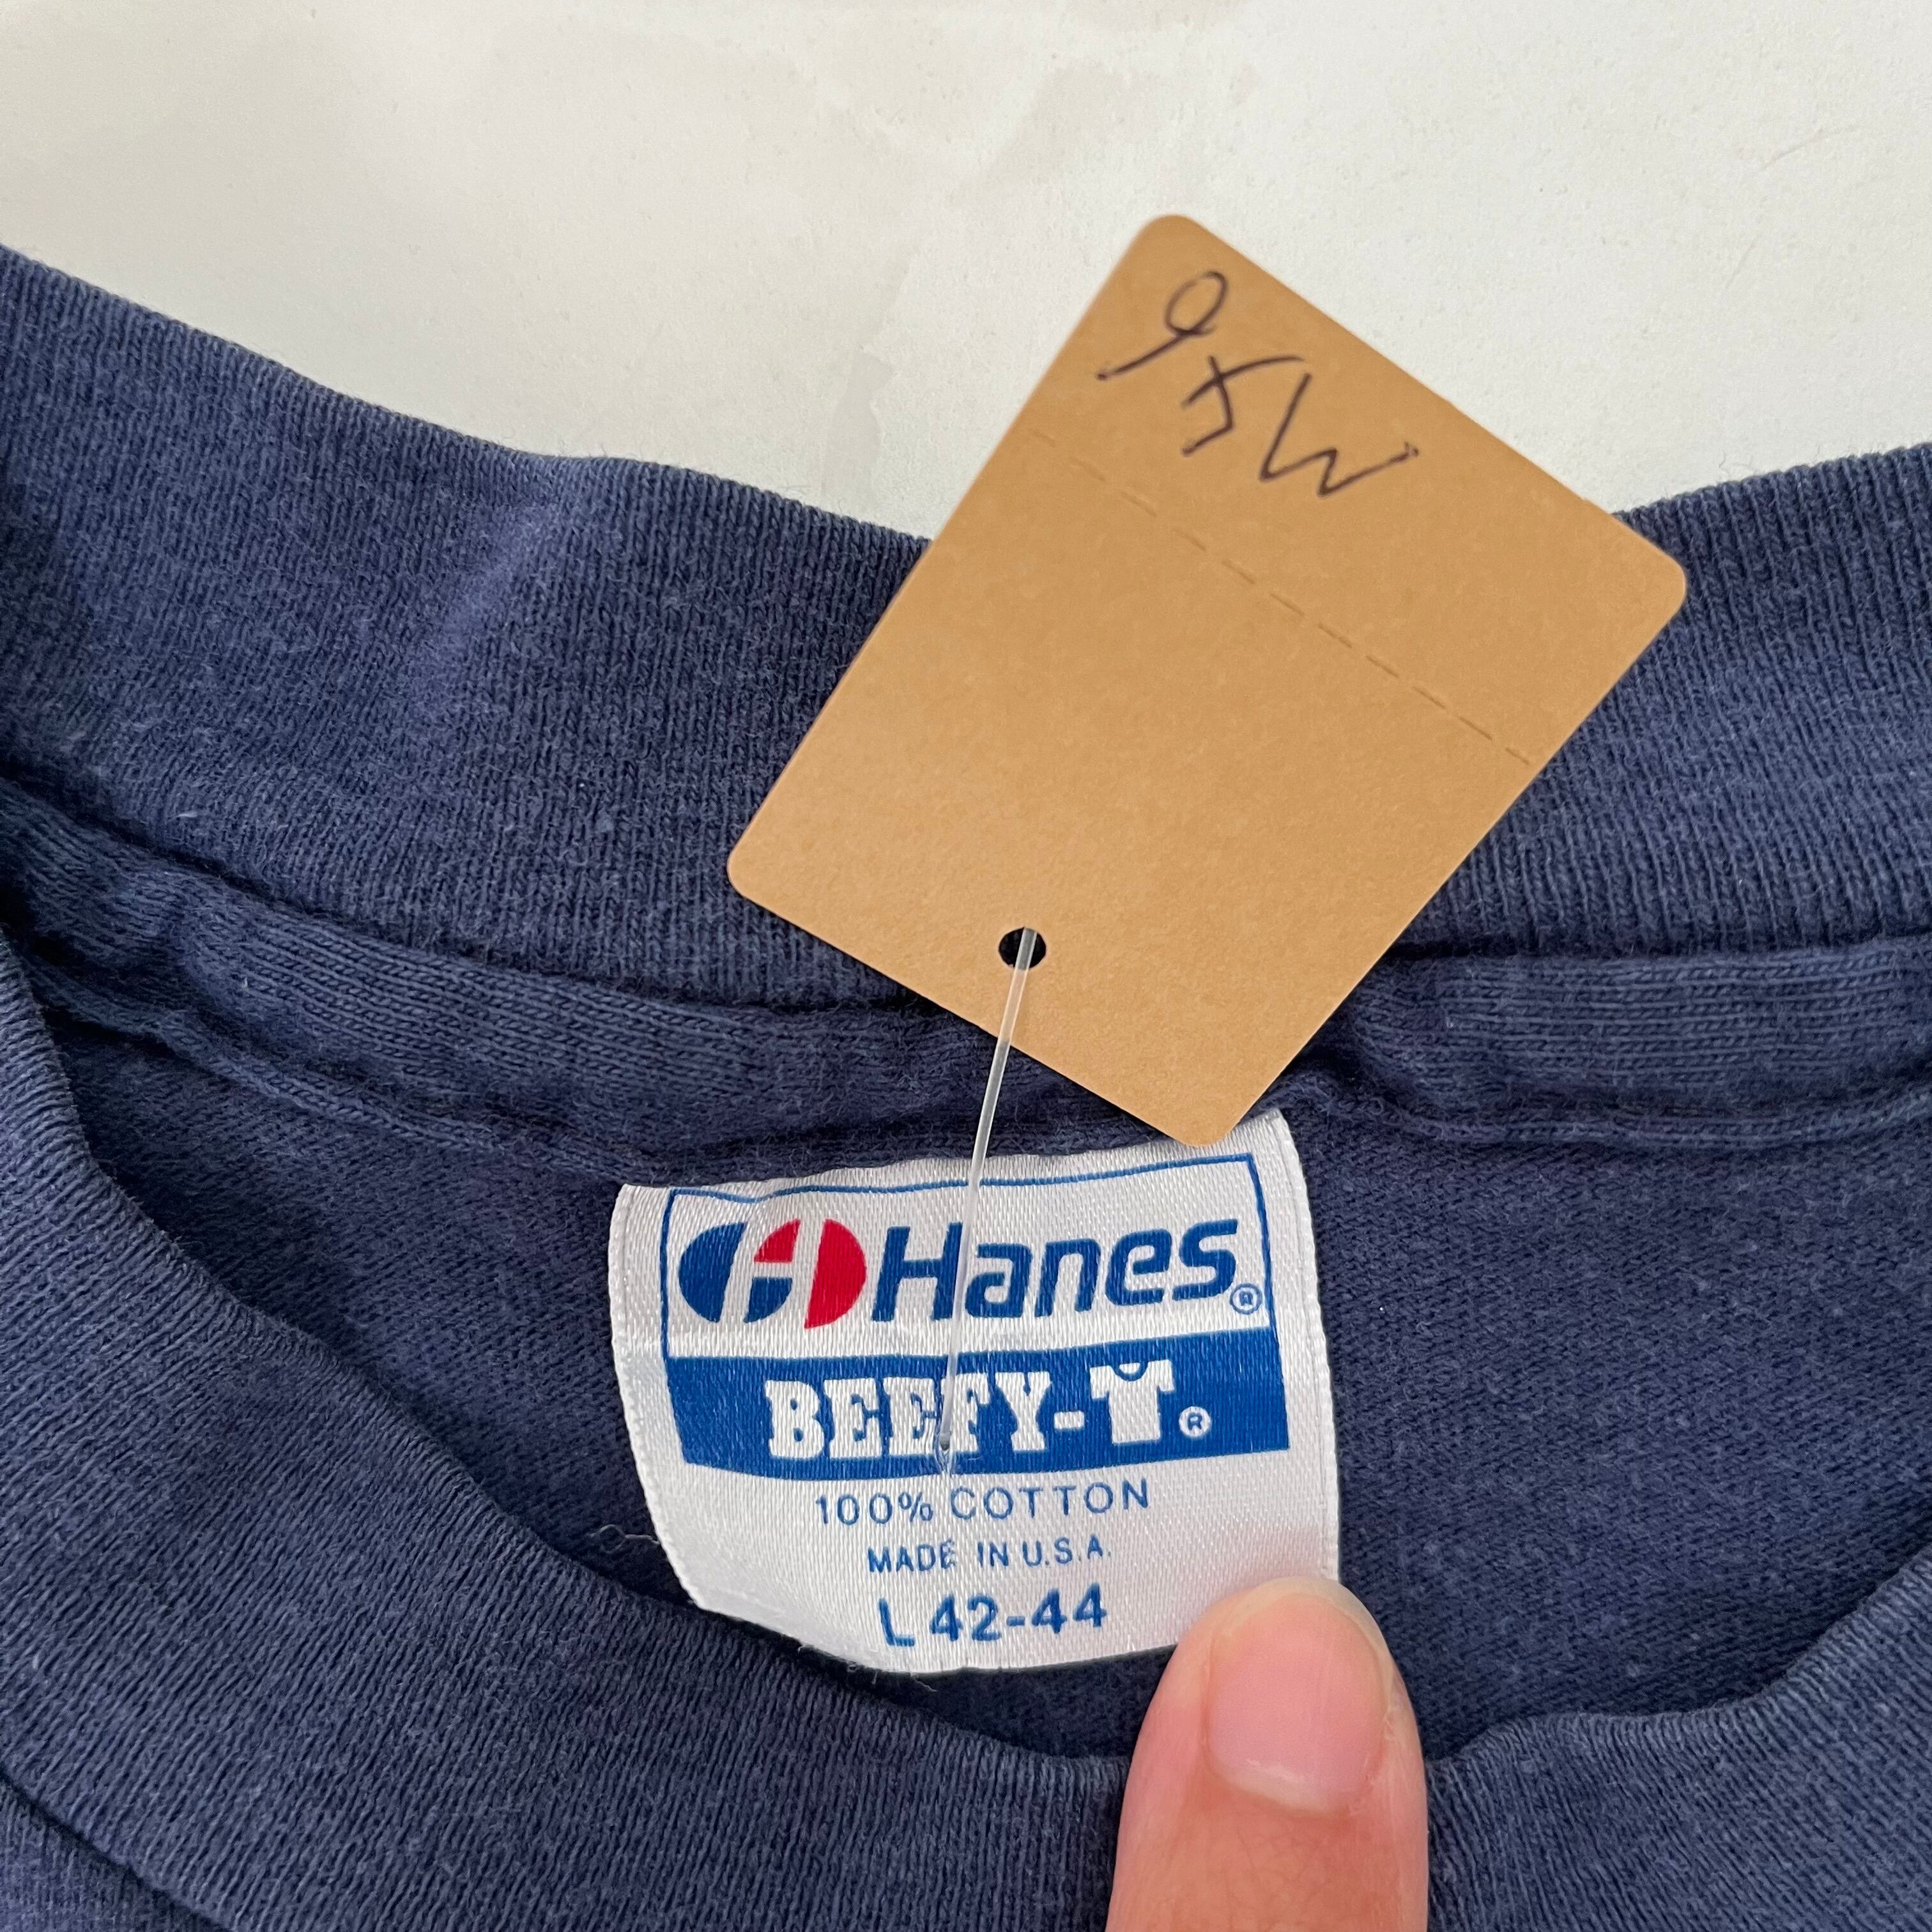 Hanes®
BEEFY-T®
100% COTTON
MADE IN U.S.A.
L 42-44